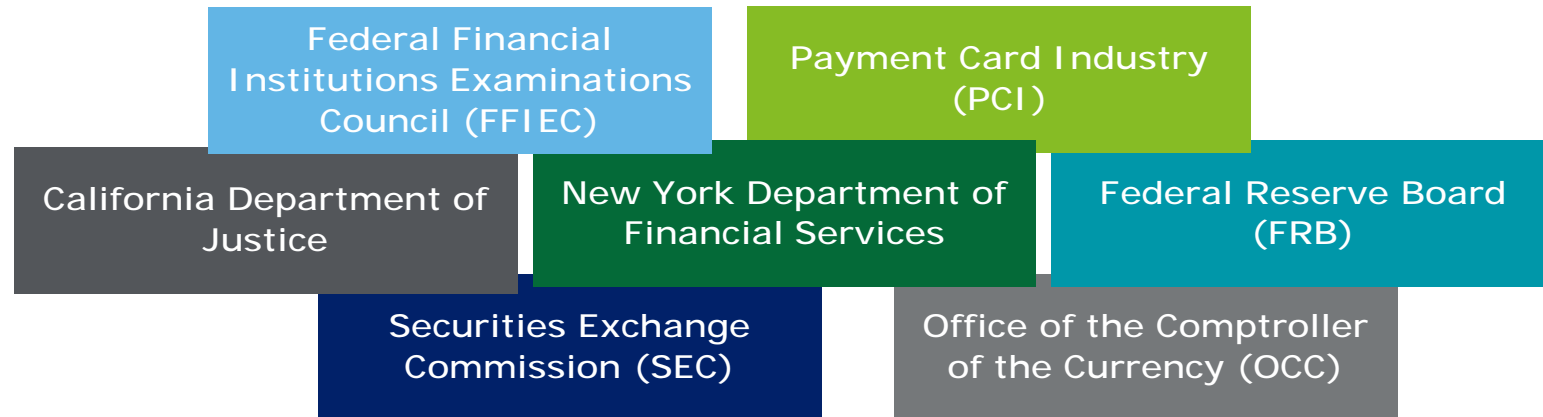 Federal Financial
Institutions Examinations
Council (FFIEC)
Payment Card Industry
(PCI)
California Department of
Justice
New York Department of
Financial Services
Federal Reserve Board
(FRB)
Securities Exchange
Commission (SEC)
Office of the Comptroller
of the Currency (OCC)